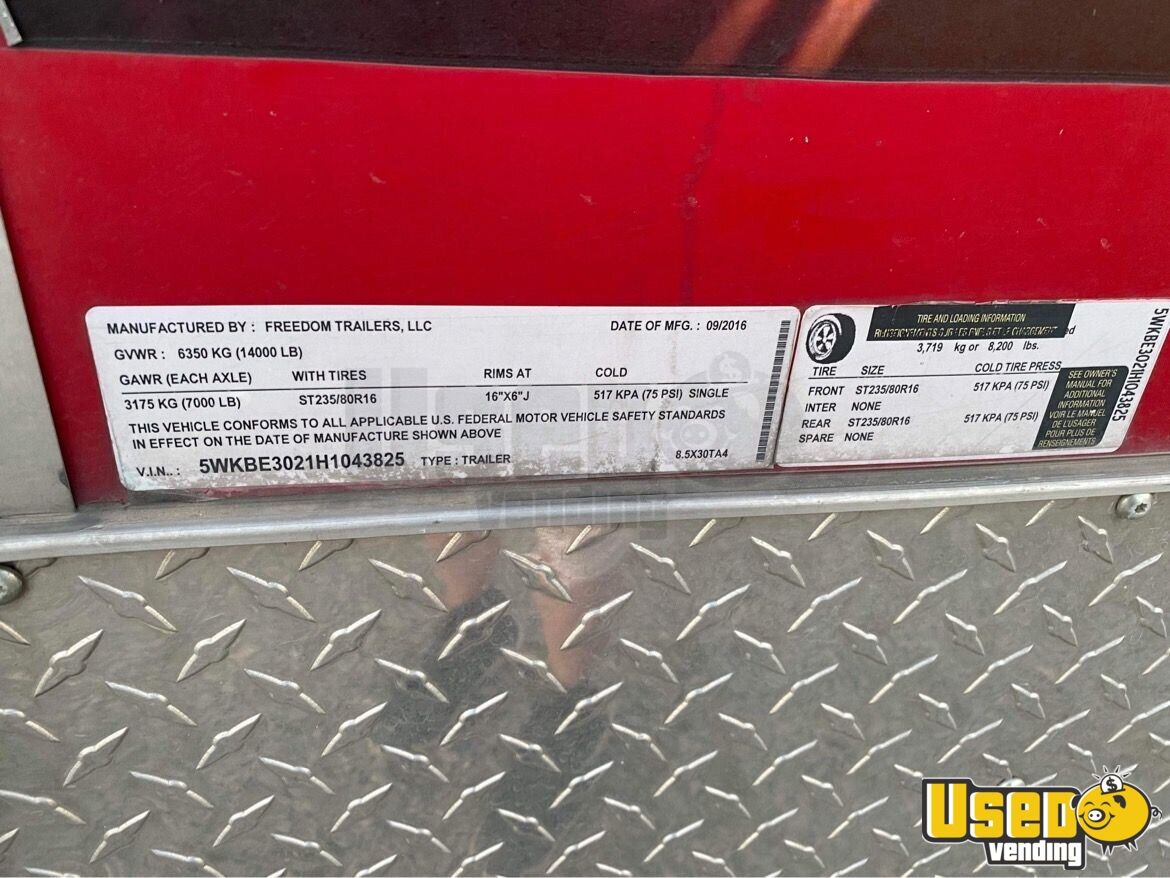 MANUFACTURED BY : FREEDOM TRAILERS, LLC DATE OF MFG. : 09/2016
GVWR : 6350 KG (14000 LB)
GAWR (EACH AXLE) WITH TIRES RIMS AT COLD
3175 KG (7000 LB) ST235/80R16 16"X6"J 517 KPA (75 PSI) SINGLE
THIS VEHICLE CONFORMS TO ALL APPLICABLE U.S. FEDERAL MOTOR VEHICLE SAFETY STANDARDS
IN EFFECT ON THE DATE OF MANUFACTURE SHOWN ABOVE
V.I.N.. : 5WKBE3021H1043825 TYPE : TRAILER 8.5X30TA4
TIRE AND LOADING INFORMATION
3,719 kg or 8,200 lbs.
TIRE SIZE COLD TIRE PRESS
FRONT ST235/80R16 517 KPA (75 PSI)
INTER NONE
REAR ST235/80R16 517 KPA (75 PSI)
SPARE NONE
SEE OWNER'S
MANUAL FOR
ADDITIONAL
INFORMATION
VOIR LE MANUEL
DE L'USAGER
POUR PLUS DE
RENSEIGNEMENTS
5WKBE3021H1043825
USED
vending